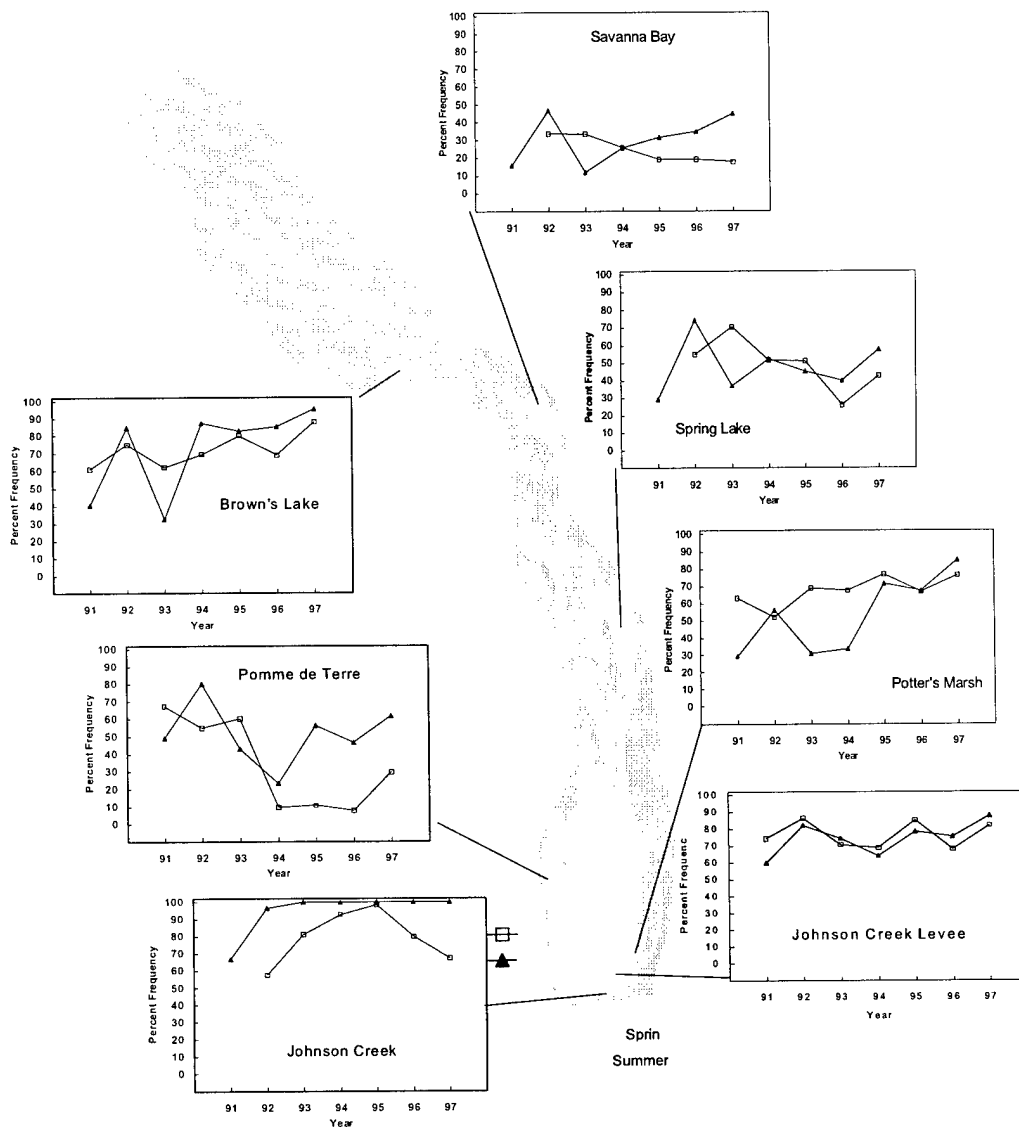 Savanna Bay
Percent Frequency
100
90
80
70
60
50
40
30
20
10
0
91 92 93 94 95 96 97
Year
Spring Lake
Percent Frequency
100
90
80
70
60
50
40
30
20
10
0
91 92 93 94 95 96 97
Year
Brown's Lake
Percent Frequency
100
90
80
70
60
50
40
30
20
10
0
91 92 93 94 95 96 97
Year
Potter's Marsh
Percent Frequency
100
90
80
70
60
50
40
30
20
10
0
91 92 93 94 95 96 97
Year
Pomme de Terre
Percent Frequency
100
90
80
70
60
50
40
30
20
10
0
91 92 93 94 95 96 97
Year
Johnson Creek Levee
Percent Frequenc
100
90
80
70
60
50
40
30
20
10
0
91 92 93 94 95 96 97
Year
Johnson Creek
Percent Frequency
100
90
80
70
60
50
40
30
20
10
0
91 92 93 94 95 96 97
Year
Sprin
Summer